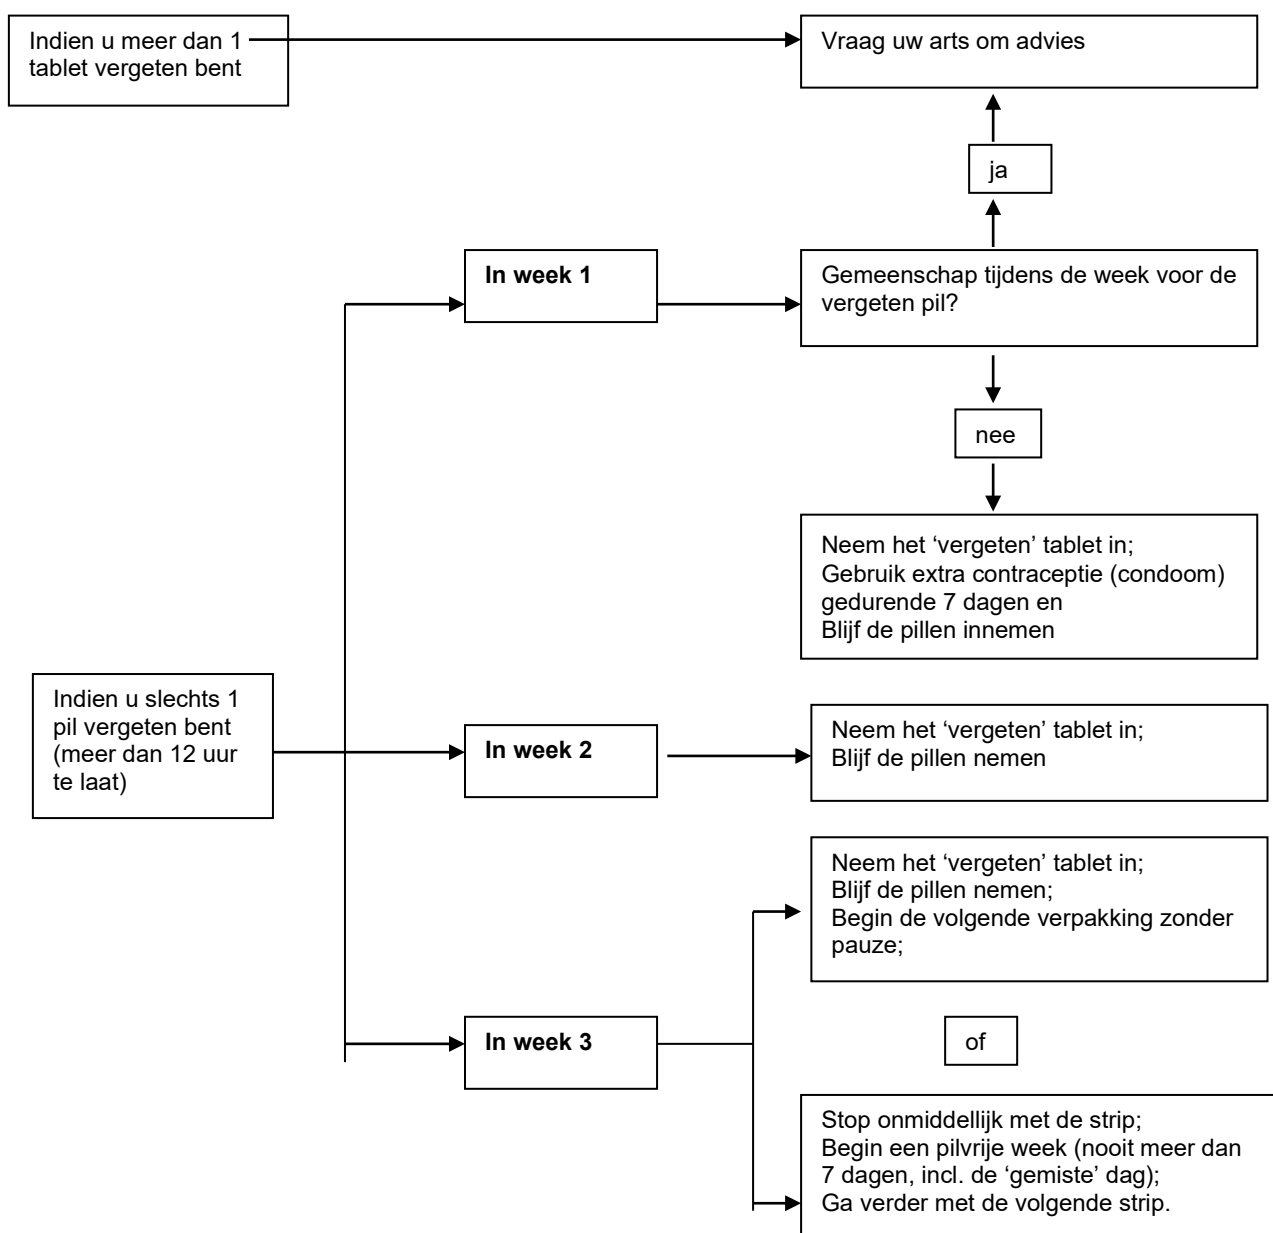 Indien u meer dan 1
tablet vergeten bent
Vraag uw arts om advies
ja
In week 1
Gemeenschap tijdens de week voor de
vergeten pil?
nee
Neem het ‘vergeten’ tablet in;
Gebruik extra contraceptie (condoom)
gedurende 7 dagen en
Blijf de pillen innemen
Indien u slechts 1
pil vergeten bent
(meer dan 12 uur
te laat)
In week 2
Neem het ‘vergeten’ tablet in;
Blijf de pillen nemen
Neem het ‘vergeten’ tablet in;
Blijf de pillen nemen;
Begin de volgende verpakking zonder
pauze;
In week 3
of
Stop onmiddellijk met de strip;
Begin een pilvrije week (nooit meer dan
7 dagen, incl. de ‘gemiste’ dag);
Ga verder met de volgende strip.